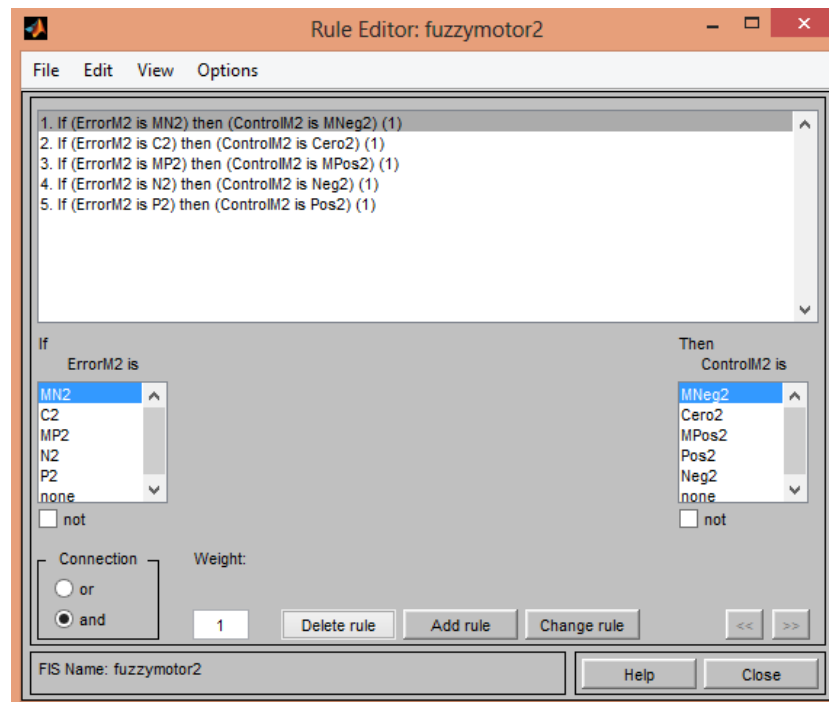 Rule Editor: fuzzymotor2
File Edit View Options
1. If (ErrorM2 is MN2) then (ControlM2 is MNeg2) (1)
2. If (ErrorM2 is C2) then (ControlM2 is Cero2) (1)
3. If (ErrorM2 is MP2) then (ControlM2 is MPos2) (1)
4. If (ErrorM2 is N2) then (ControlM2 is Neg2) (1)
5. If (ErrorM2 is P2) then (ControlM2 is Pos2) (1)
If
ErrorM2 is
MN2
C2
MP2
N2
P2
none
not
Then
ControlM2 is
MNeg2
Cero2
MPos2
Pos2
Neg2
none
not
Connection
or
and
Weight:
1
Delete rule
Add rule
Change rule
<<
>>
FIS Name: fuzzymotor2
Help
Close